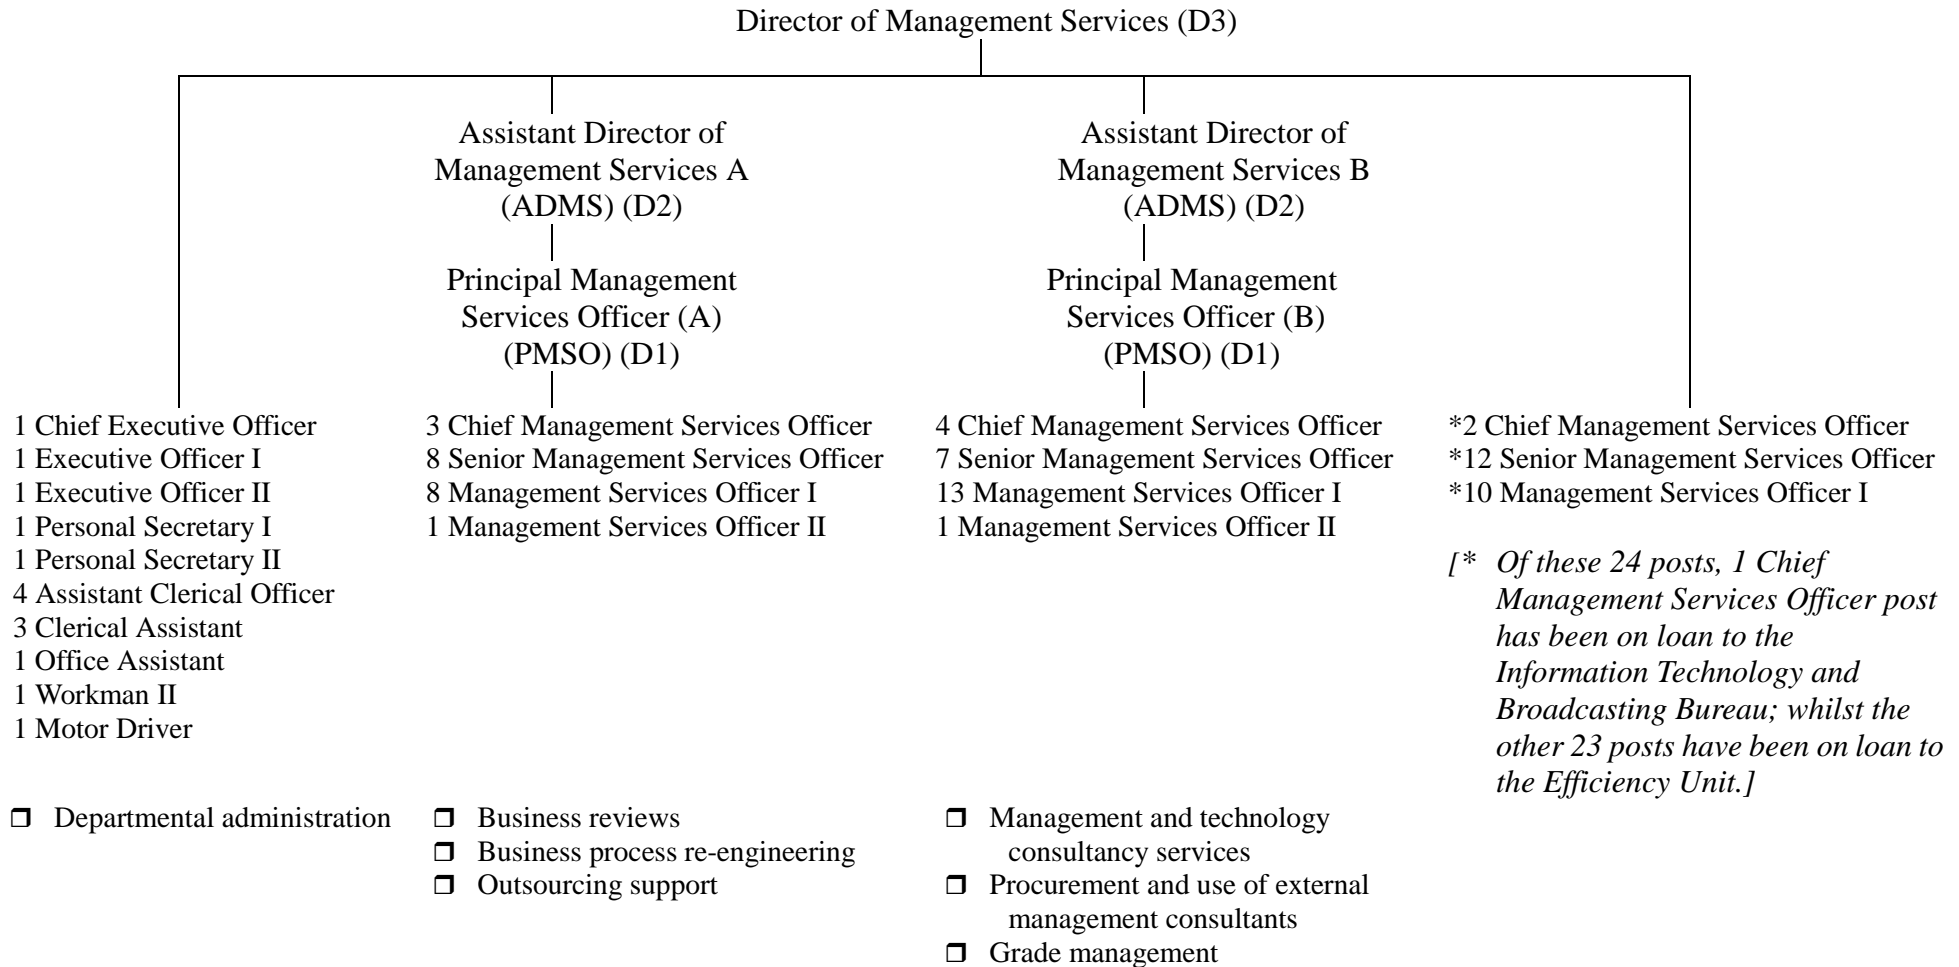 Director of Management Services (D3)
Assistant Director of
Management Services A
(ADMS) (D2)
Assistant Director of
Management Services B
(ADMS) (D2)
Principal Management
Services Officer (A)
(PMSO) (D1)
Principal Management
Services Officer (B)
(PMSO) (D1)
1 Chief Executive Officer
1 Executive Officer I
1 Executive Officer II
1 Personal Secretary I
1 Personal Secretary II
4 Assistant Clerical Officer
3 Clerical Assistant
1 Office Assistant
1 Workman II
1 Motor Driver
3 Chief Management Services Officer
8 Senior Management Services Officer
8 Management Services Officer I
1 Management Services Officer II
4 Chief Management Services Officer
7 Senior Management Services Officer
13 Management Services Officer I
1 Management Services Officer II
*2 Chief Management Services Officer
*12 Senior Management Services Officer
*10 Management Services Officer I
[* Of these 24 posts, 1 Chief
Management Services Officer post
has been on loan to the
Information Technology and
Broadcasting Bureau; whilst the
other 23 posts have been on loan to
the Efficiency Unit.]
❒ Departmental administration
❒ Business reviews
❒ Business process re-engineering
❒ Outsourcing support
❒ Management and technology
consultancy services
❒ Procurement and use of external
management consultants
❒ Grade management